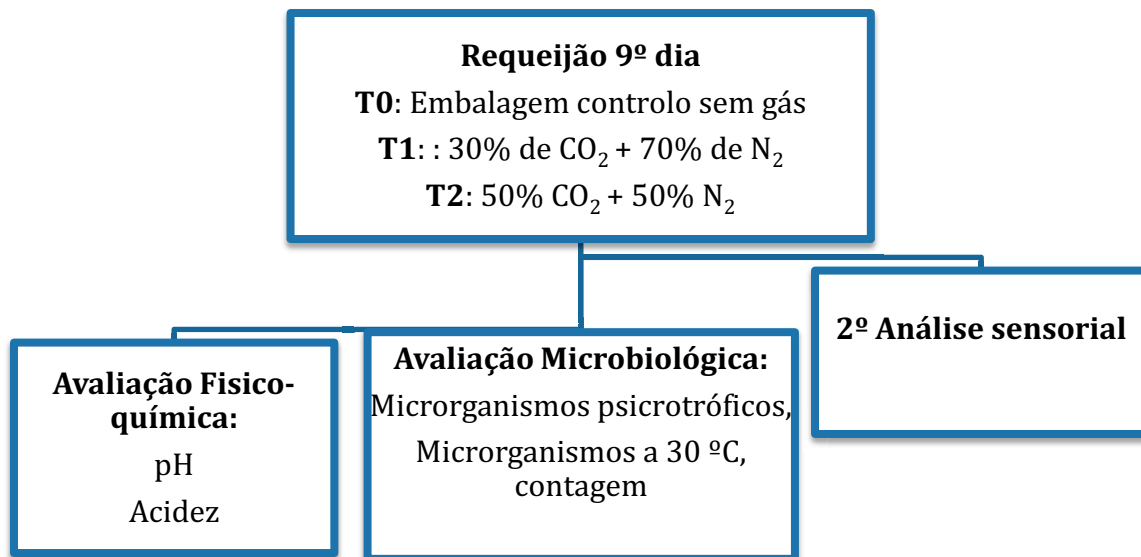 Requeijão 9º dia
T0: Embalagem controlo sem gás
T1: : 30% de CO₂ + 70% de N₂
T2: 50% CO₂ + 50% N₂
Avaliação Fisico-
química:
pH
Acidez
Avaliação Microbiológica:
Microrganismos psicrotróficos,
Microrganismos a 30 ºC,
contagem
2º Análise sensorial